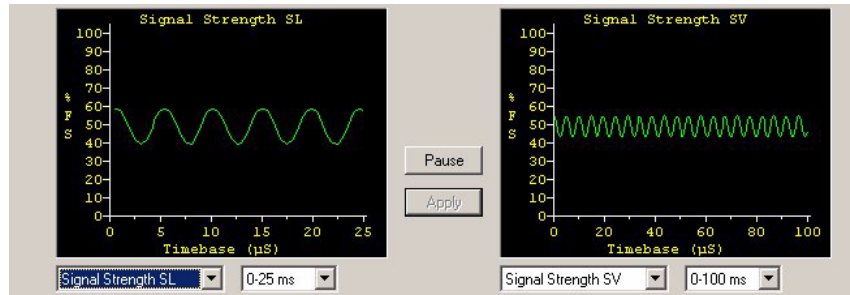 Signal Strength SL
100
90
80
70
60
50
40
30
20
10
0
% F S
0 5 10 15 20 25
Timebase (µS)
Signal Strength SL
0-25 ms
Pause
Apply
Signal Strength SV
100
90
80
70
60
50
40
30
20
10
0
% F S
0 20 40 60 80 100
Timebase (µS)
Signal Strength SV
0-100 ms